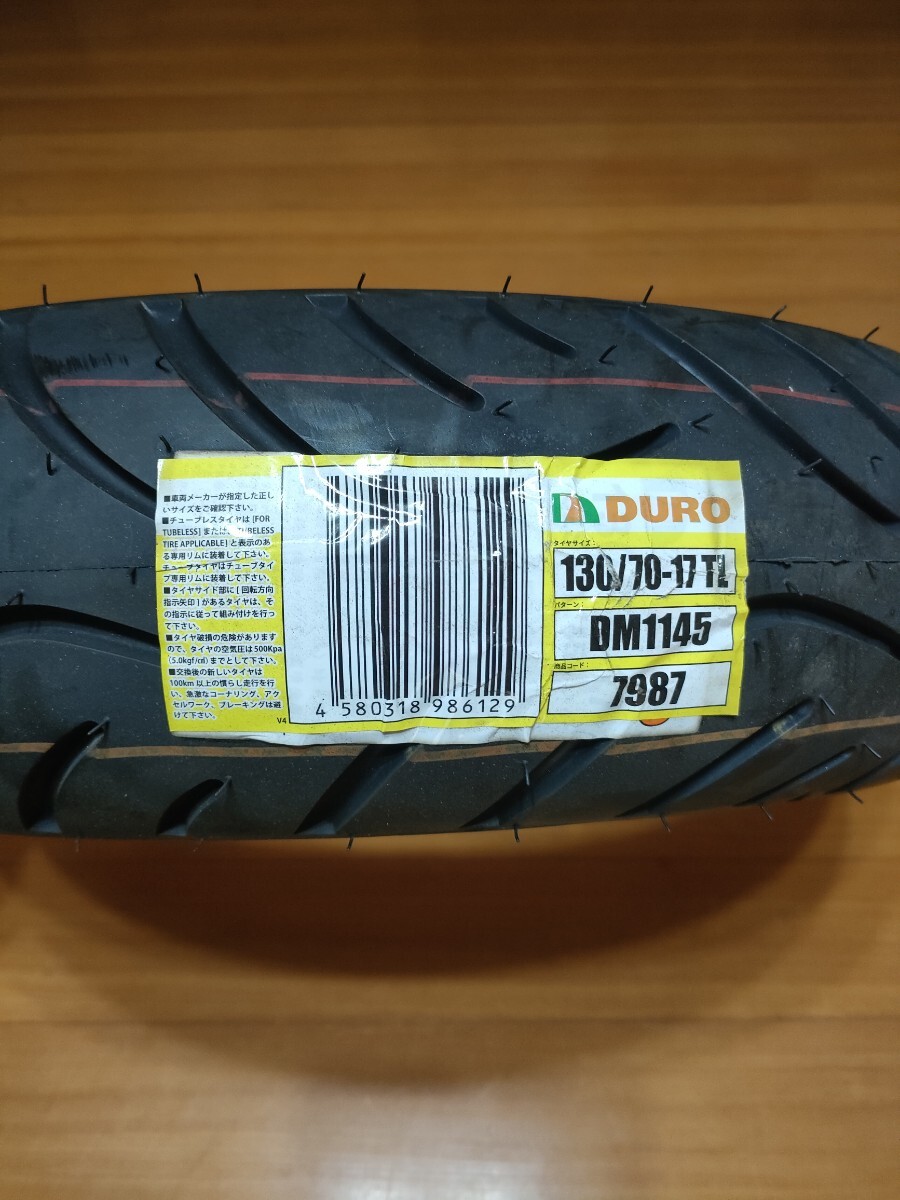 ■車両メーカーが指定した正し
いサイズをご確認下さい。
■チューブレスタイヤは [FOR
TUBELESS] または、 TUBELESS
TIRE APPLICABLE] と表示のあ
る専用リムに装着して下さい。
チューブタイヤはチューブタイ
プ専用リムに装着して下さい。
■タイヤサイド部に [ 回転方向
指示矢印 ] があるタイヤは、そ
の指示に従って組み付けを行っ
て下さい。
■タイヤ破損の危険があります
ので、タイヤの空気圧は 500Kpa
(5.0kgf/㎠) までとして下さい。
■交換後の新しいタイヤは
100km 以上の慣らし走行を行
い、急激なコーナリング、アク
セルワーク、ブレーキングは避
けて下さい。
V4
4 580318 986129
DURO
タイヤサイズ：
130/70-17 TL
パターン：
DM1145
商品コード：
7987